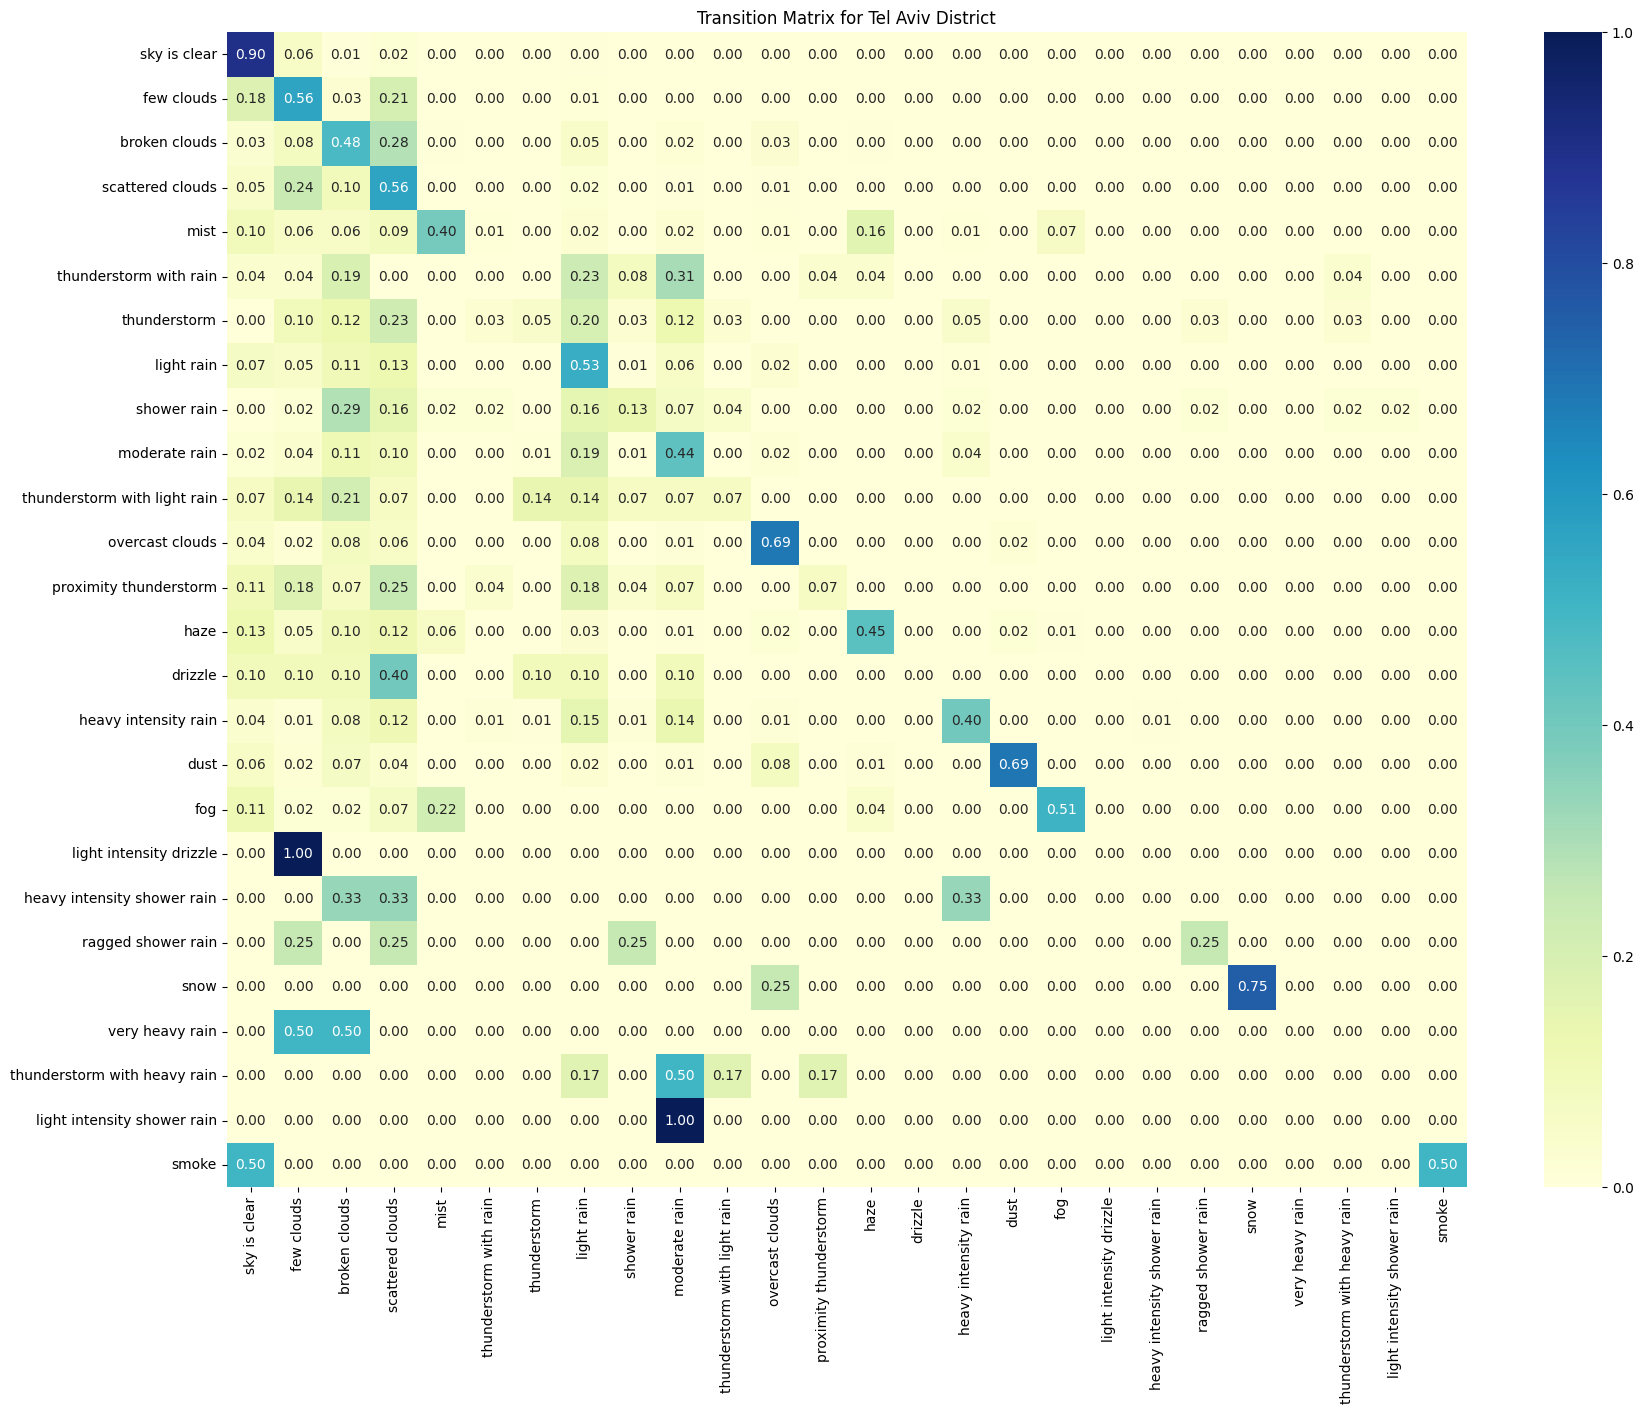 Transition Matrix for Tel Aviv District
sky is clear 0.90 0.06 0.01 0.02 0.00 0.00 0.00 0.00 0.00 0.00 0.00 0.00 0.00 0.00 0.00 0.00 0.00 0.00 0.00 0.00 0.00 0.00 0.00 0.00 0.00 0.00
few clouds 0.18 0.56 0.03 0.21 0.00 0.00 0.00 0.01 0.00 0.00 0.00 0.00 0.00 0.00 0.00 0.00 0.00 0.00 0.00 0.00 0.00 0.00 0.00 0.00 0.00 0.00
broken clouds 0.03 0.08 0.48 0.28 0.00 0.00 0.00 0.05 0.00 0.02 0.00 0.03 0.00 0.00 0.00 0.00 0.00 0.00 0.00 0.00 0.00 0.00 0.00 0.00 0.00 0.00
scattered clouds 0.05 0.24 0.10 0.56 0.00 0.00 0.00 0.02 0.00 0.01 0.00 0.01 0.00 0.00 0.00 0.00 0.00 0.00 0.00 0.00 0.00 0.00 0.00 0.00 0.00 0.00
mist 0.10 0.06 0.06 0.09 0.40 0.01 0.00 0.02 0.00 0.02 0.00 0.01 0.00 0.16 0.00 0.01 0.00 0.07 0.00 0.00 0.00 0.00 0.00 0.00 0.00 0.00
thunderstorm with rain 0.04 0.04 0.19 0.00 0.00 0.00 0.00 0.23 0.08 0.31 0.00 0.00 0.04 0.04 0.00 0.00 0.00 0.00 0.00 0.00 0.00 0.00 0.00 0.04 0.00 0.00
thunderstorm 0.00 0.10 0.12 0.23 0.00 0.03 0.05 0.20 0.03 0.12 0.03 0.00 0.00 0.00 0.00 0.05 0.00 0.00 0.00 0.00 0.03 0.00 0.00 0.03 0.00 0.00
light rain 0.07 0.05 0.11 0.13 0.00 0.00 0.00 0.53 0.01 0.06 0.00 0.02 0.00 0.00 0.00 0.01 0.00 0.00 0.00 0.00 0.00 0.00 0.00 0.00 0.00 0.00
shower rain 0.00 0.02 0.29 0.16 0.02 0.02 0.00 0.16 0.13 0.07 0.04 0.00 0.00 0.00 0.00 0.02 0.00 0.00 0.00 0.00 0.02 0.00 0.00 0.02 0.02 0.00
moderate rain 0.02 0.04 0.11 0.10 0.00 0.00 0.01 0.19 0.01 0.44 0.00 0.02 0.00 0.00 0.00 0.04 0.00 0.00 0.00 0.00 0.00 0.00 0.00 0.00 0.00 0.00
thunderstorm with light rain 0.07 0.14 0.21 0.07 0.00 0.00 0.14 0.14 0.07 0.07 0.07 0.00 0.00 0.00 0.00 0.00 0.00 0.00 0.00 0.00 0.00 0.00 0.00 0.00 0.00 0.00
overcast clouds 0.04 0.02 0.08 0.06 0.00 0.00 0.00 0.08 0.00 0.01 0.00 0.69 0.00 0.00 0.00 0.00 0.02 0.00 0.00 0.00 0.00 0.00 0.00 0.00 0.00 0.00
proximity thunderstorm 0.11 0.18 0.07 0.25 0.00 0.04 0.00 0.18 0.04 0.07 0.00 0.00 0.07 0.00 0.00 0.00 0.00 0.00 0.00 0.00 0.00 0.00 0.00 0.00 0.00 0.00
haze 0.13 0.05 0.10 0.12 0.06 0.00 0.00 0.03 0.00 0.01 0.00 0.02 0.00 0.45 0.00 0.00 0.02 0.01 0.00 0.00 0.00 0.00 0.00 0.00 0.00 0.00
drizzle 0.10 0.10 0.10 0.40 0.00 0.00 0.10 0.10 0.00 0.10 0.00 0.00 0.00 0.00 0.00 0.00 0.00 0.00 0.00 0.00 0.00 0.00 0.00 0.00 0.00 0.00
heavy intensity rain 0.04 0.01 0.08 0.12 0.00 0.01 0.01 0.15 0.01 0.14 0.00 0.01 0.00 0.00 0.00 0.40 0.00 0.00 0.00 0.01 0.00 0.00 0.00 0.00 0.00 0.00
dust 0.06 0.02 0.07 0.04 0.00 0.00 0.00 0.02 0.00 0.01 0.00 0.08 0.00 0.01 0.00 0.00 0.69 0.00 0.00 0.00 0.00 0.00 0.00 0.00 0.00 0.00
fog 0.11 0.02 0.02 0.07 0.22 0.00 0.00 0.00 0.00 0.00 0.00 0.00 0.00 0.04 0.00 0.00 0.00 0.51 0.00 0.00 0.00 0.00 0.00 0.00 0.00 0.00
light intensity drizzle 0.00 1.00 0.00 0.00 0.00 0.00 0.00 0.00 0.00 0.00 0.00 0.00 0.00 0.00 0.00 0.00 0.00 0.00 0.00 0.00 0.00 0.00 0.00 0.00 0.00 0.00
heavy intensity shower rain 0.00 0.00 0.33 0.33 0.00 0.00 0.00 0.00 0.00 0.00 0.00 0.00 0.00 0.00 0.00 0.33 0.00 0.00 0.00 0.00 0.00 0.00 0.00 0.00 0.00 0.00
ragged shower rain 0.00 0.25 0.00 0.25 0.00 0.00 0.00 0.00 0.25 0.00 0.00 0.00 0.00 0.00 0.00 0.00 0.00 0.00 0.00 0.00 0.25 0.00 0.00 0.00 0.00 0.00
snow 0.00 0.00 0.00 0.00 0.00 0.00 0.00 0.00 0.00 0.00 0.00 0.25 0.00 0.00 0.00 0.00 0.00 0.00 0.00 0.00 0.00 0.75 0.00 0.00 0.00 0.00
very heavy rain 0.00 0.50 0.50 0.00 0.00 0.00 0.00 0.00 0.00 0.00 0.00 0.00 0.00 0.00 0.00 0.00 0.00 0.00 0.00 0.00 0.00 0.00 0.00 0.00 0.00 0.00
thunderstorm with heavy rain 0.00 0.00 0.00 0.00 0.00 0.00 0.00 0.17 0.00 0.50 0.17 0.00 0.17 0.00 0.00 0.00 0.00 0.00 0.00 0.00 0.00 0.00 0.00 0.00 0.00 0.00
light intensity shower rain 0.00 0.00 0.00 0.00 0.00 0.00 0.00 0.00 0.00 1.00 0.00 0.00 0.00 0.00 0.00 0.00 0.00 0.00 0.00 0.00 0.00 0.00 0.00 0.00 0.00 0.00
smoke 0.50 0.00 0.00 0.00 0.00 0.00 0.00 0.00 0.00 0.00 0.00 0.00 0.00 0.00 0.00 0.00 0.00 0.00 0.00 0.00 0.00 0.00 0.00 0.00 0.00 0.50
sky is clear
few clouds
broken clouds
scattered clouds
mist
thunderstorm with rain
thunderstorm
light rain
shower rain
moderate rain
thunderstorm with light rain
overcast clouds
proximity thunderstorm
haze
drizzle
heavy intensity rain
dust
fog
light intensity drizzle
heavy intensity shower rain
ragged shower rain
snow
very heavy rain
thunderstorm with heavy rain
light intensity shower rain
smoke
1.0
0.8
0.6
0.4
0.2
0.0